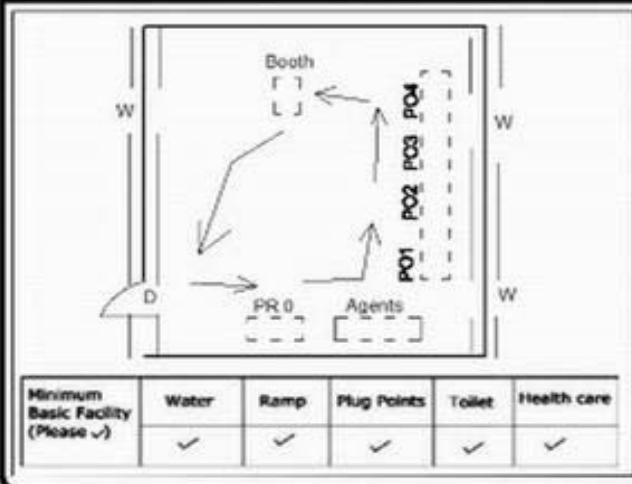 Booth
W
W
PO4
PO3
PO2
PO1
W
D
PR 0
Agents
Minimum
Basic Facility
(Please ✓)
Water
Ramp
Plug Points
Toilet
Health care
✓
✓
✓
✓
✓